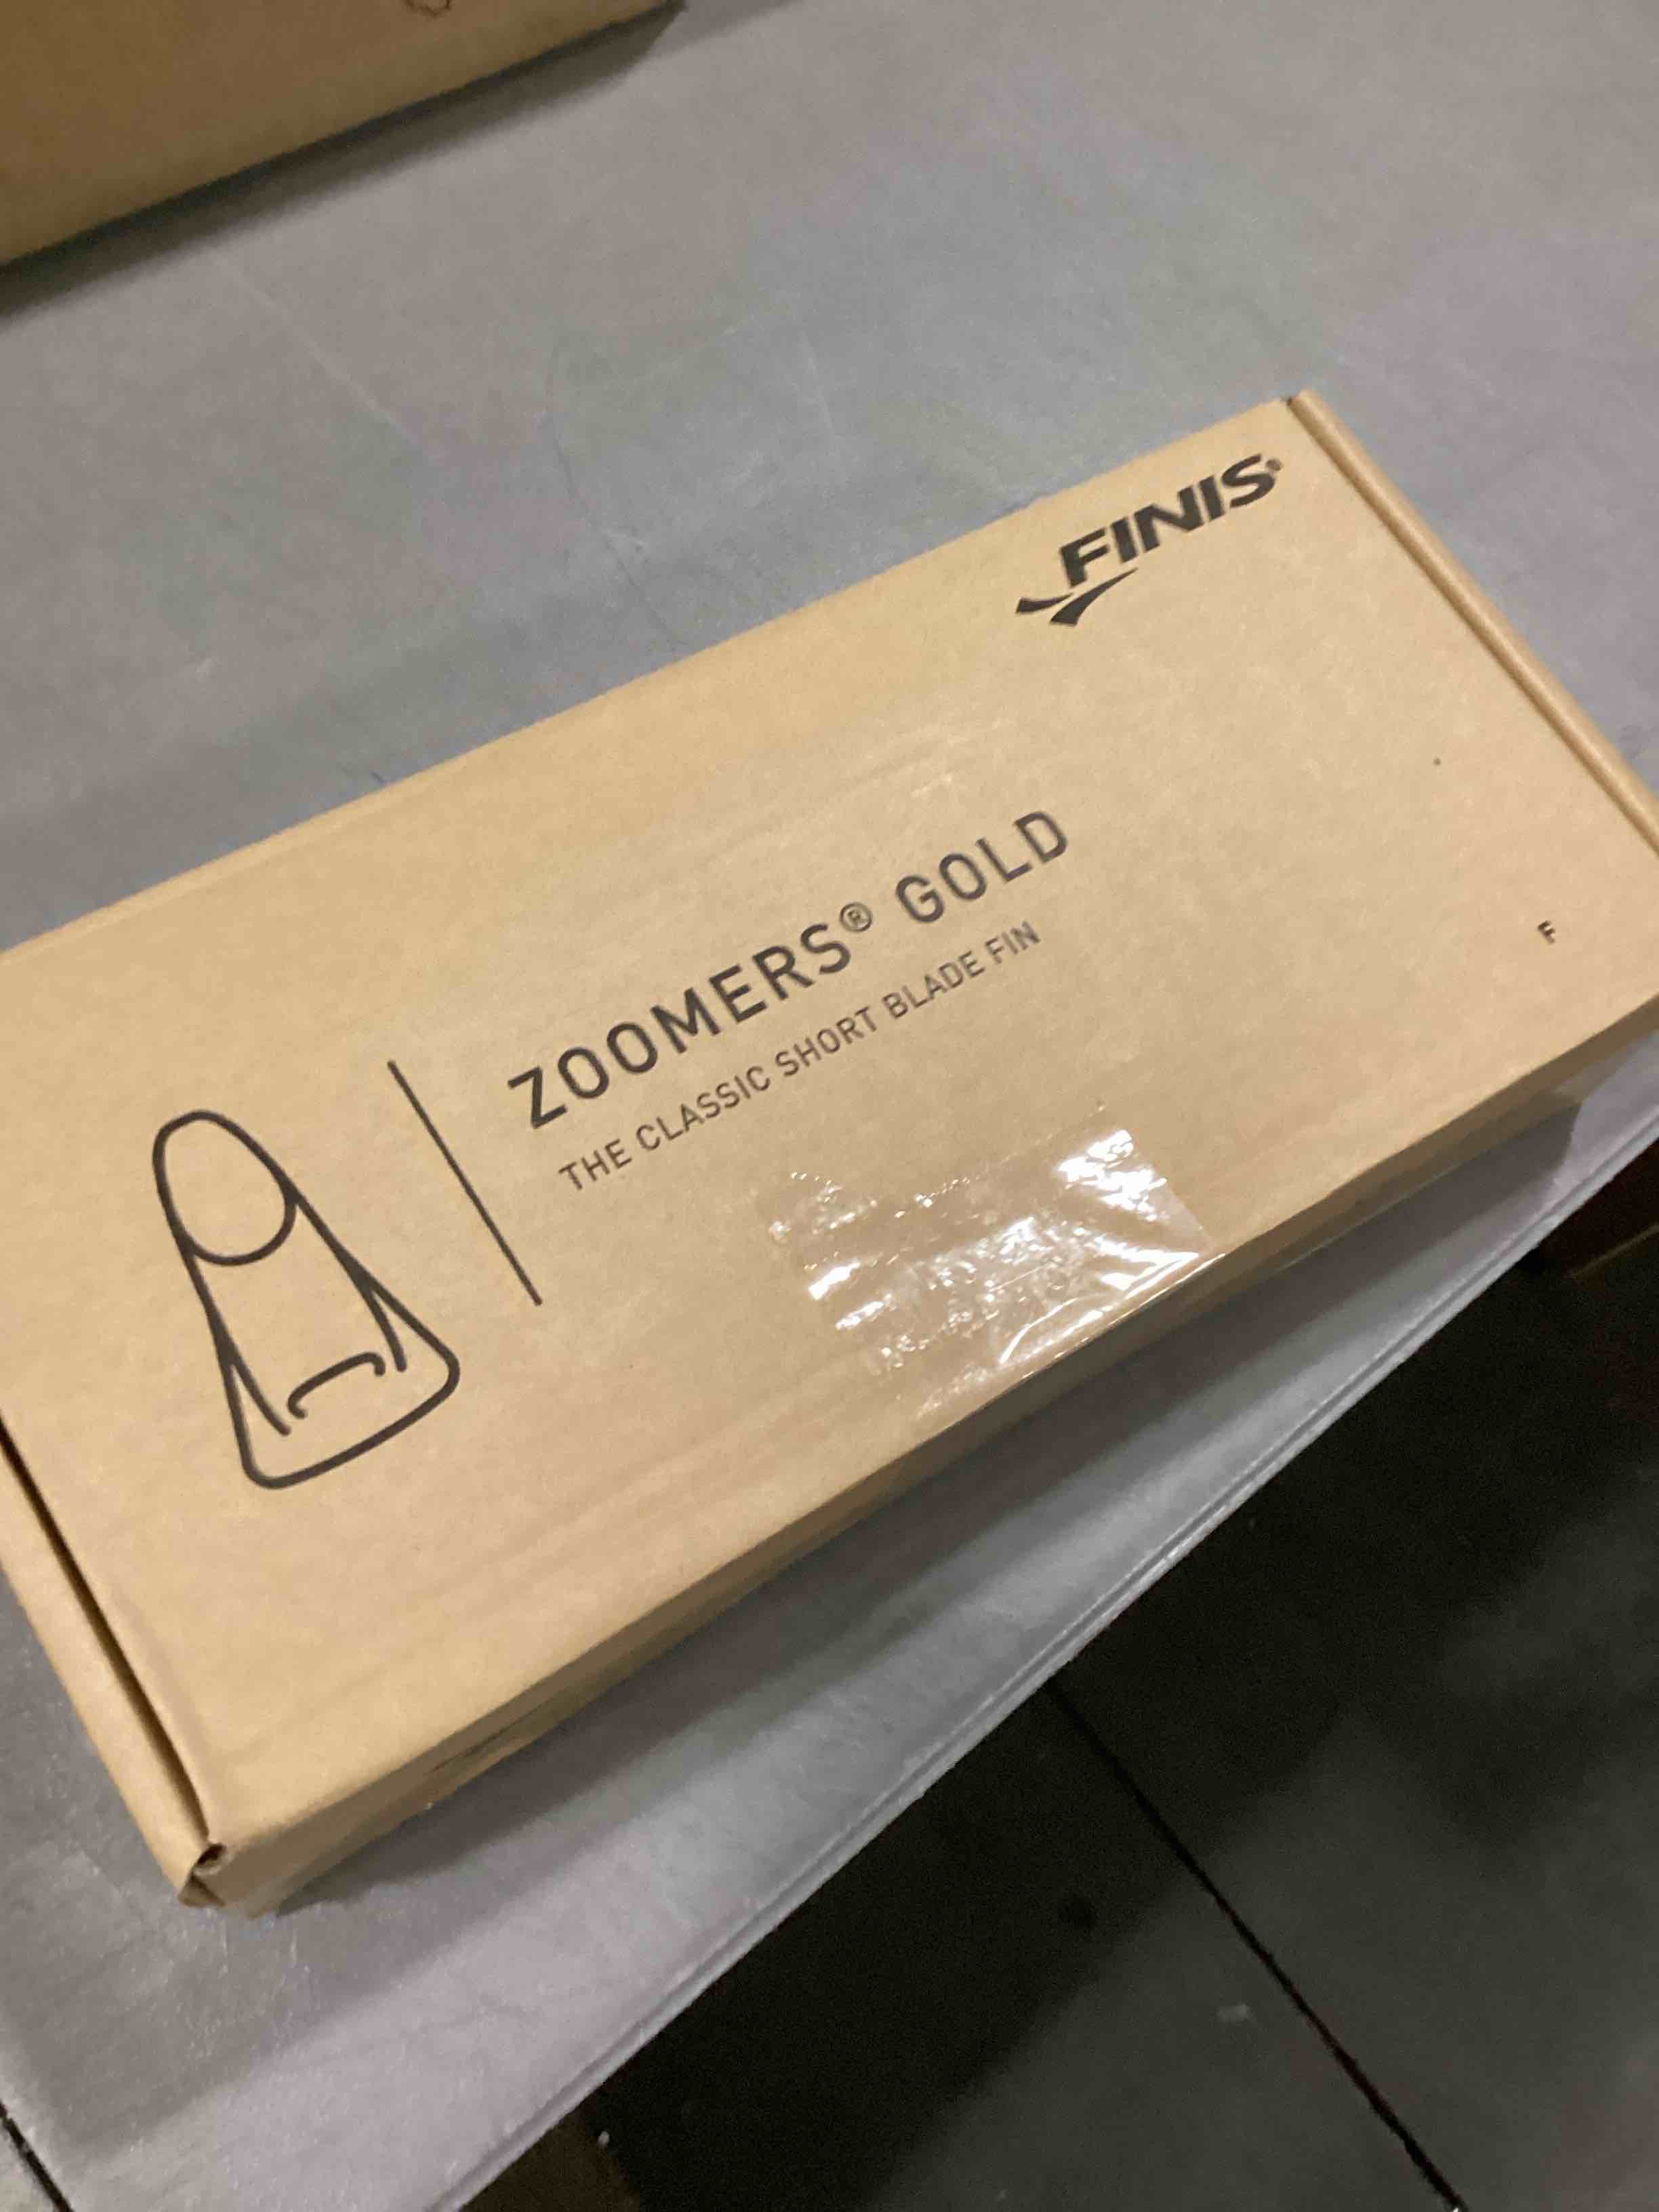 FINIS®
ZOOMERS® GOLD
THE CLASSIC SHORT BLADE FIN
F